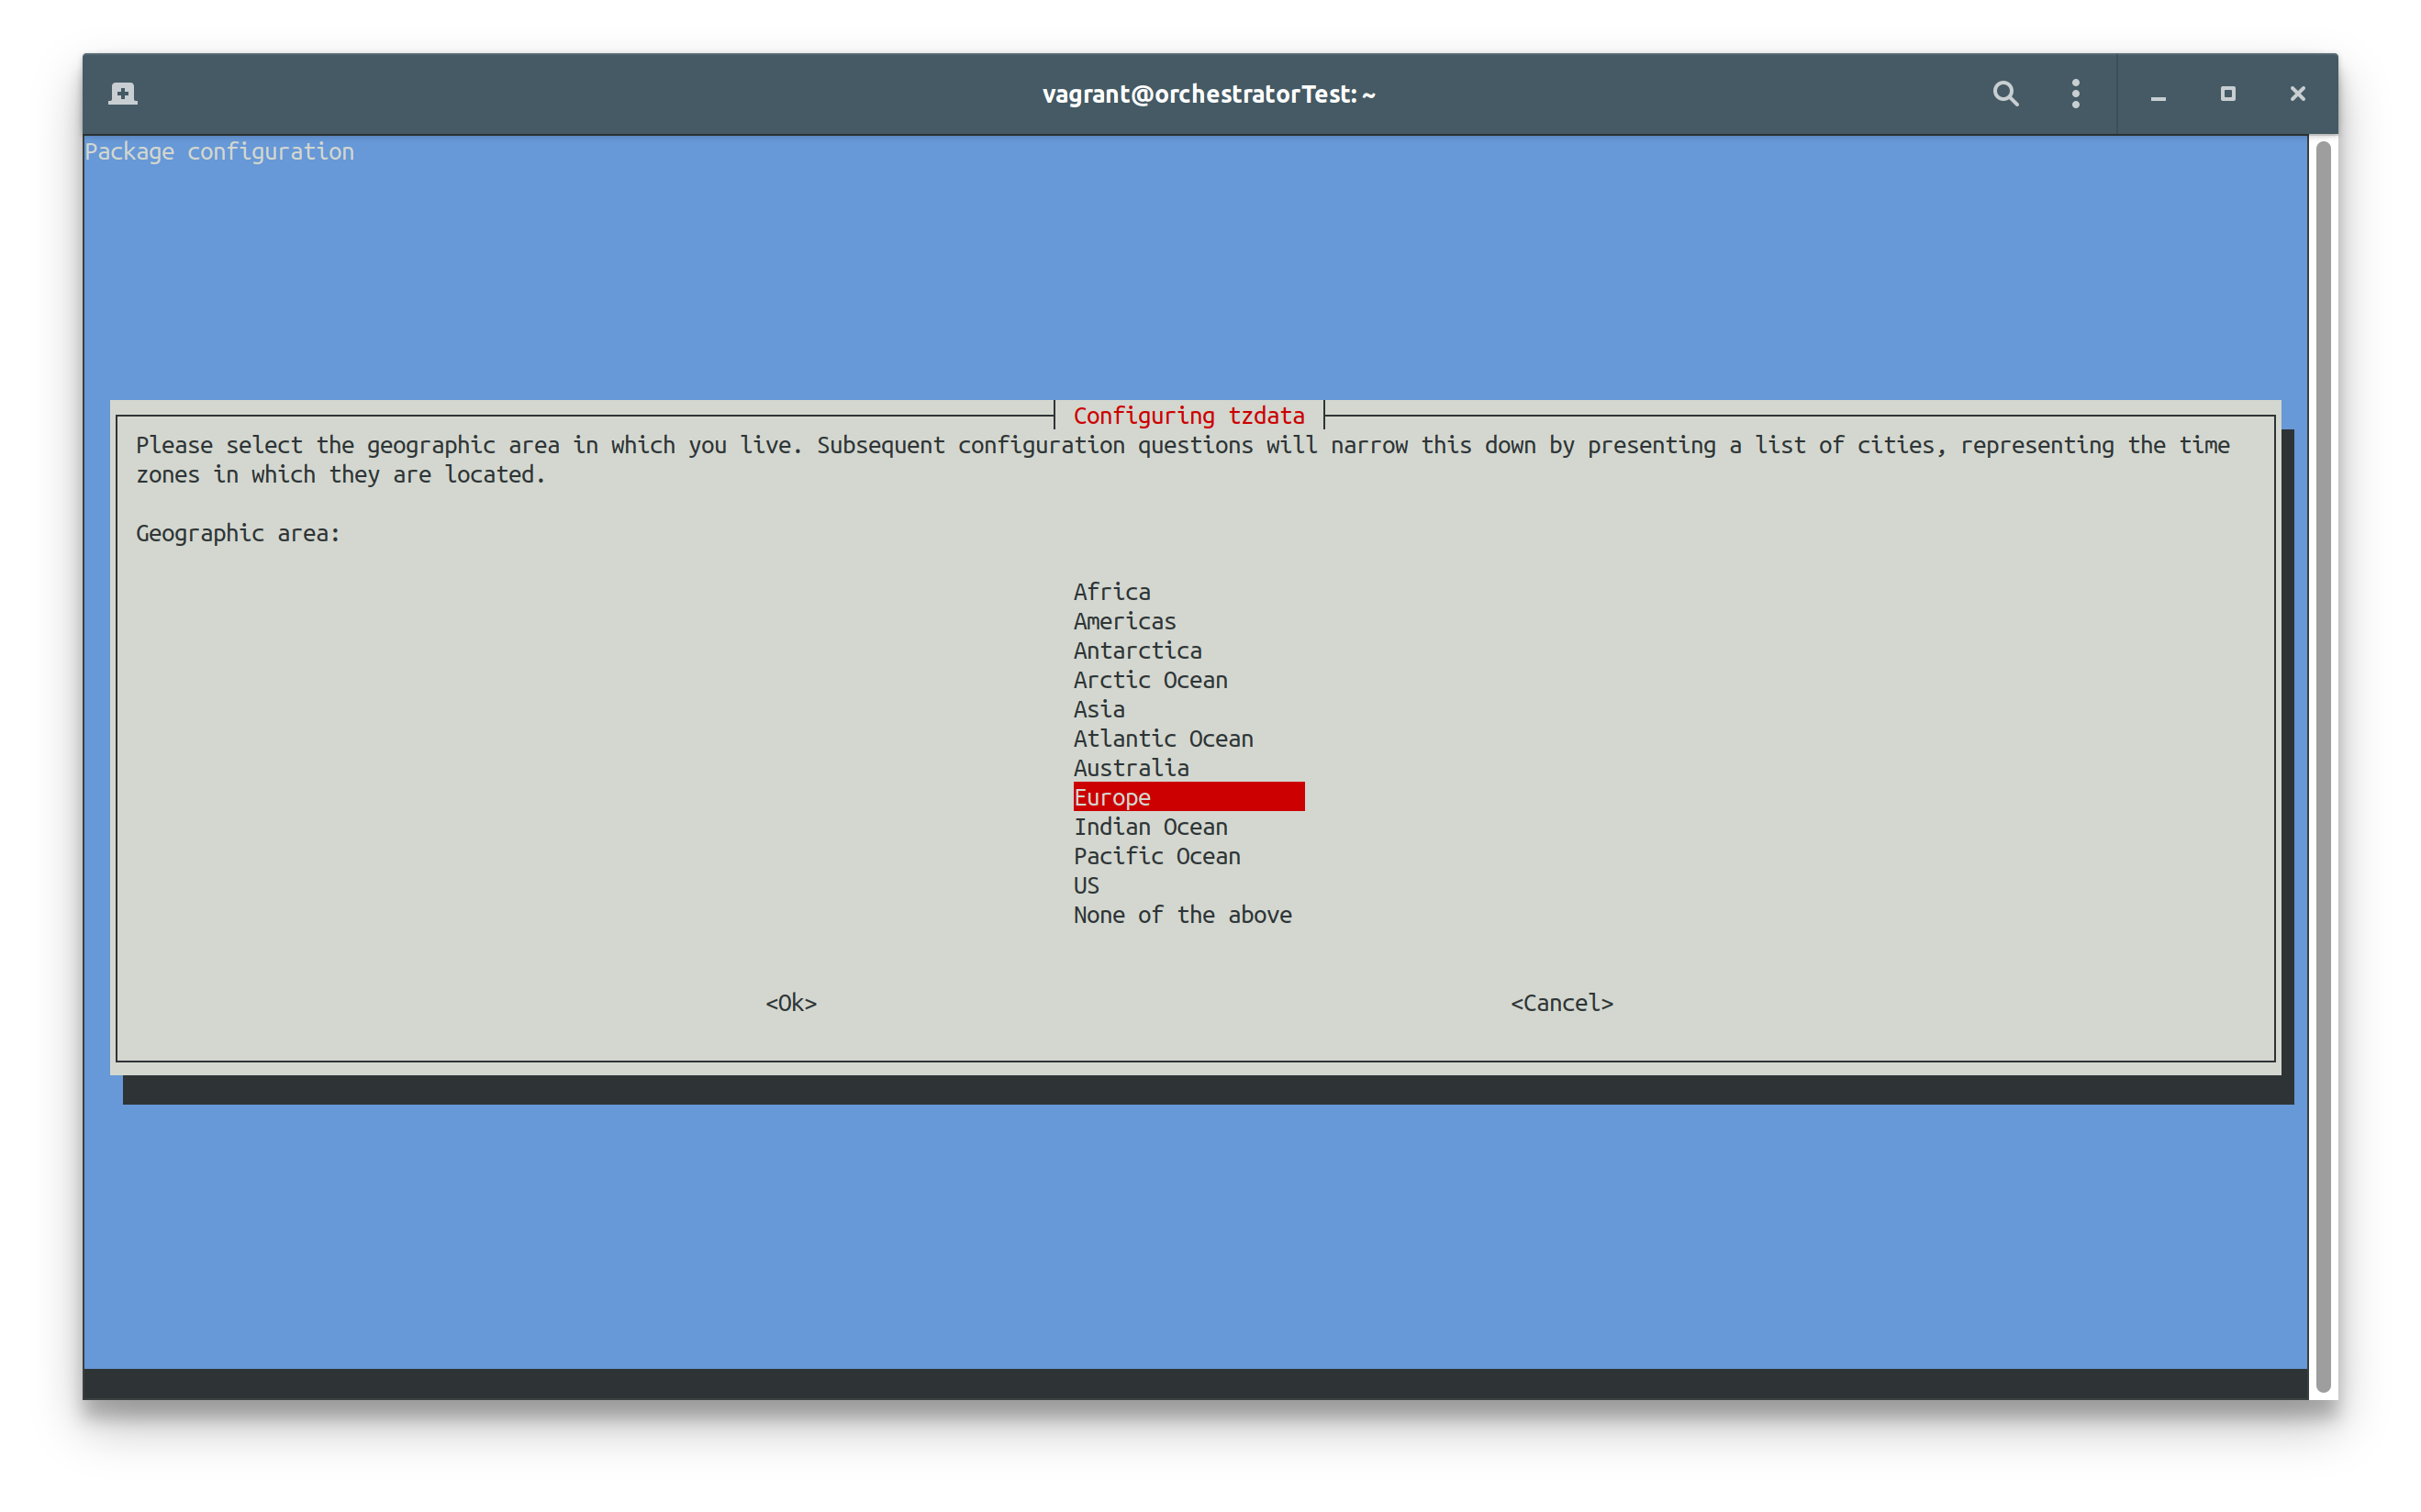 vagrant@orchestratorTest: ~
Package configuration
Configuring tzdata
Please select the geographic area in which you live. Subsequent configuration questions will narrow this down by presenting a list of cities, representing the time
zones in which they are located.
Geographic area:
Africa
Americas
Antarctica
Arctic Ocean
Asia
Atlantic Ocean
Australia
Europe
Indian Ocean
Pacific Ocean
US
None of the above
<Ok> <Cancel>